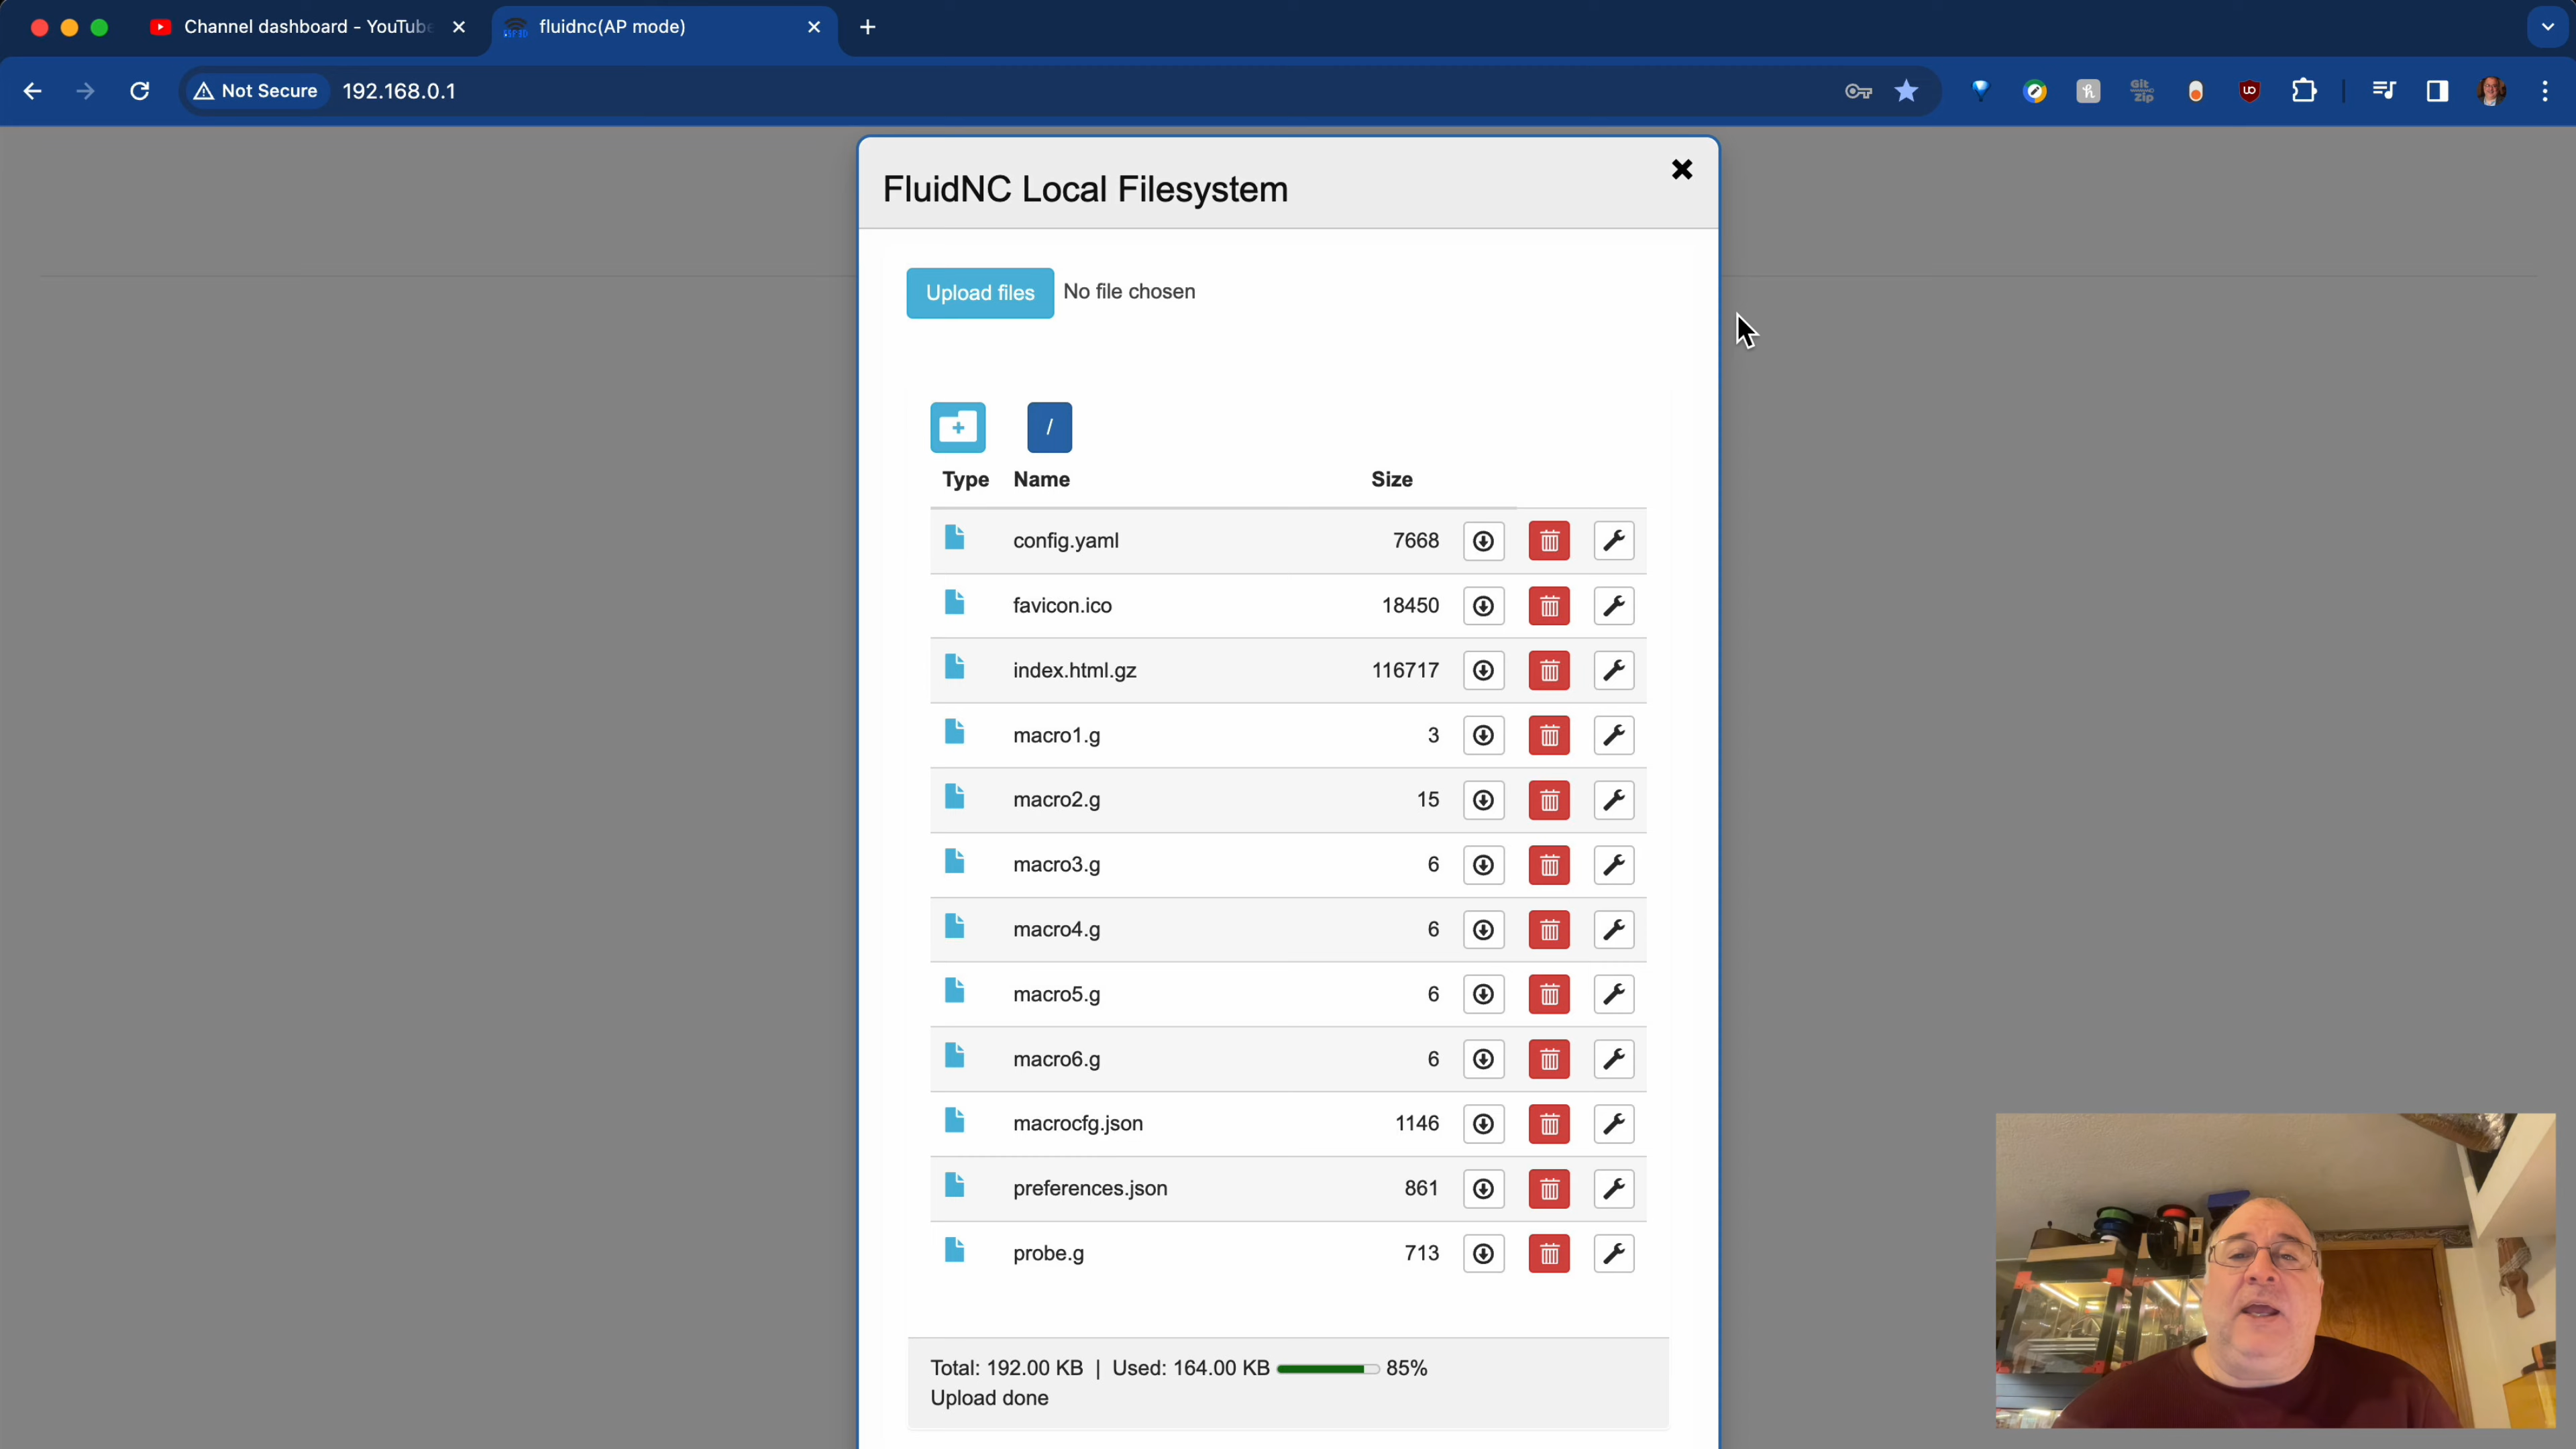 Channel dashboard - YouTube
fluidnc(AP mode)
Not Secure
192.168.0.1
FluidNC Local Filesystem
Upload files
No file chosen
/
Type Name Size
config.yaml 7668
favicon.ico 18450
index.html.gz 116717
macro1.g 3
macro2.g 15
macro3.g 6
macro4.g 6
macro5.g 6
macro6.g 6
macrocfg.json 1146
preferences.json 861
probe.g 713
Total: 192.00 KB | Used: 164.00 KB 85%
Upload done